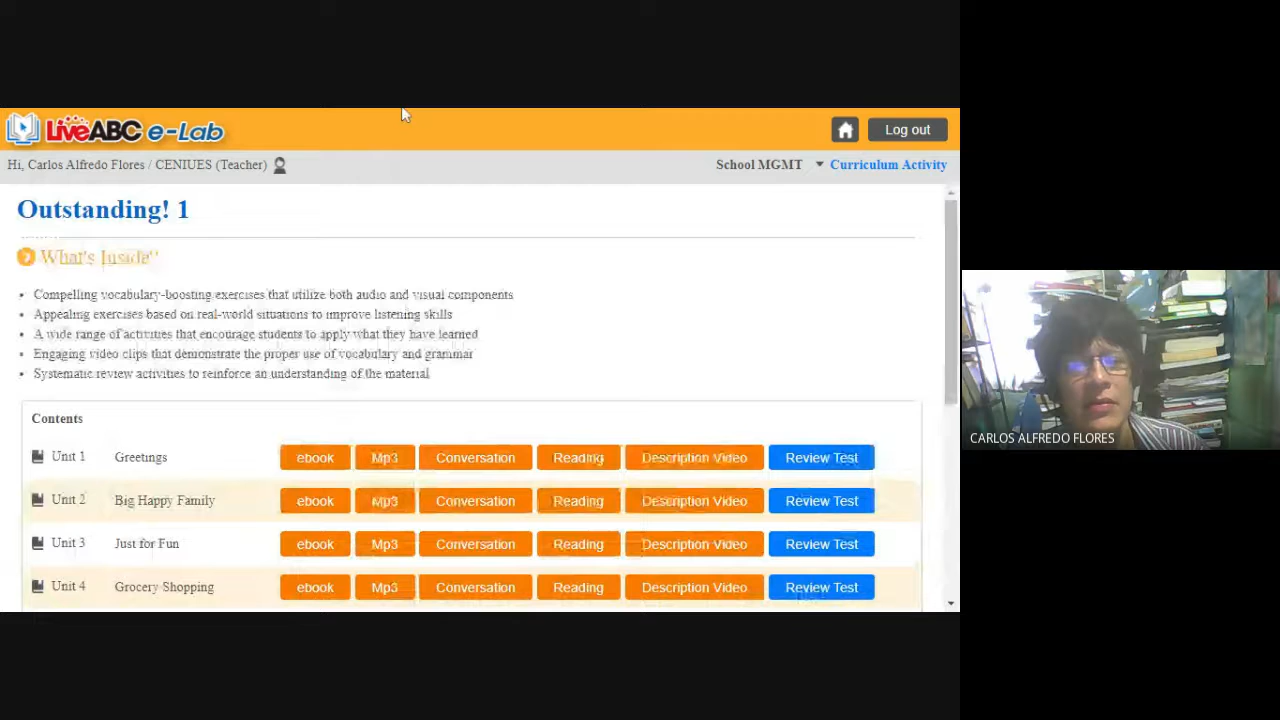 LiveABC e-Lab
Log out
Hi, Carlos Alfredo Flores / CENIUES (Teacher)
School MGMT
Curriculum Activity
Outstanding! 1
What's Inside
Compelling vocabulary-boosting exercises that utilize both audio and visual components
Appealing exercises based on real-world situations to improve listening skills
A wide range of activities that encourage students to apply what they have learned
Engaging video clips that demonstrate the proper use of vocabulary and grammar
Systematic review activities to reinforce an understanding of the material
Contents
Unit 1 Greetings ebook Mp3 Conversation Reading Description Video Review Test
Unit 2 Big Happy Family ebook Mp3 Conversation Reading Description Video Review Test
Unit 3 Just for Fun ebook Mp3 Conversation Reading Description Video Review Test
Unit 4 Grocery Shopping ebook Mp3 Conversation Reading Description Video Review Test
CARLOS ALFREDO FLORES